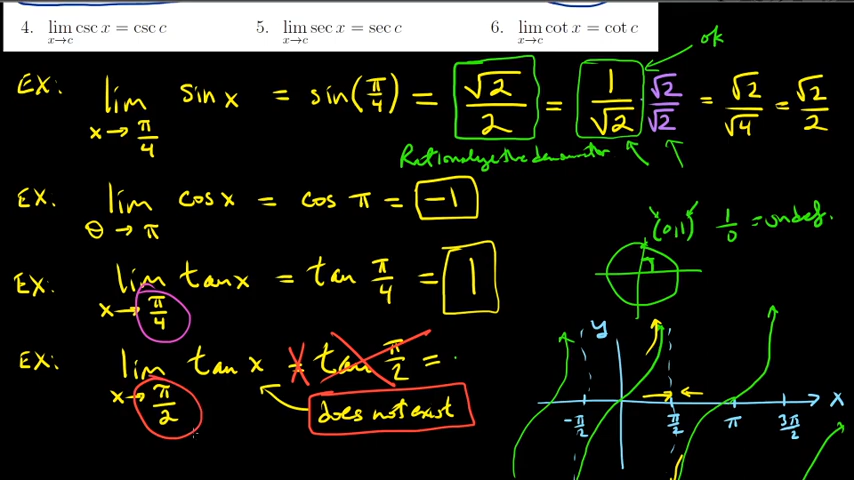 4. lim x→c csc x = csc c 5. lim x→c sec x = sec c 6. lim x→c cot x = cot c
ok
EX: lim x→π/4 sin x = sin(π/4) = √2/2 = 1/√2 √2/√2 = √2/√4 = √2/2
Rationalize the denominator
EX: lim θ→π cos x = cos π = -1
(0,1) 1/0 = undef.
EX: lim x→π/4 tan x = tan π/4 = 1
EX: lim x→π/2 tan x = tan π/2 = .
does not exist
y
x
-π/2 π/2 π 3π/2